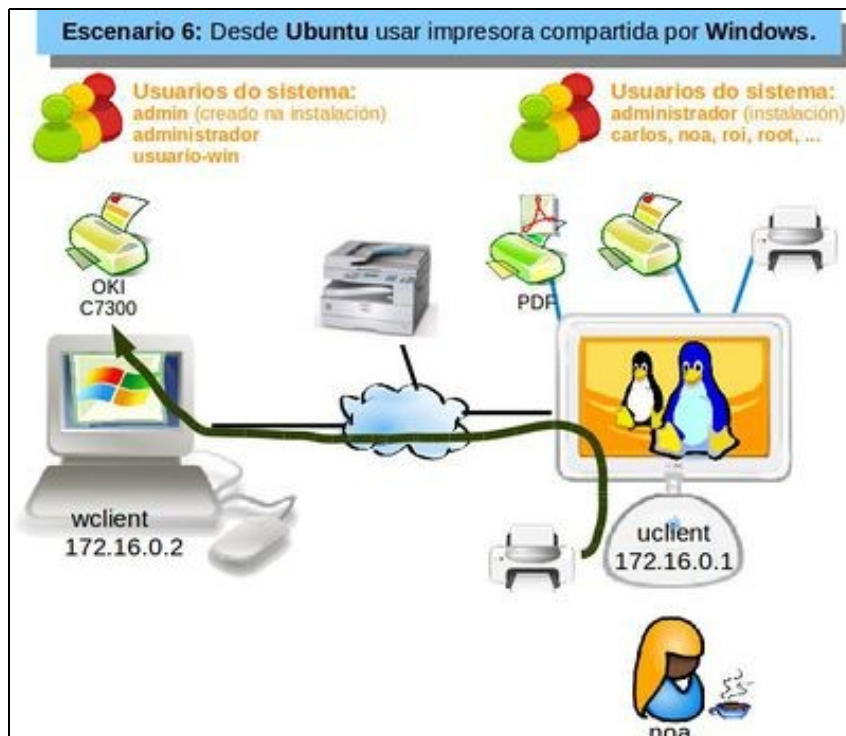 Escenario 6: Desde Ubuntu usar impresora compartida por Windows.
Usuarios do sistema:
admin (creado na instalación)
administrador
usuario-win
Usuarios do sistema:
administrador (instalación)
carlos, noa, roi, root, ...
OKI
C7300
PDF
wclient
172.16.0.2
uclient
172.16.0.1
noa